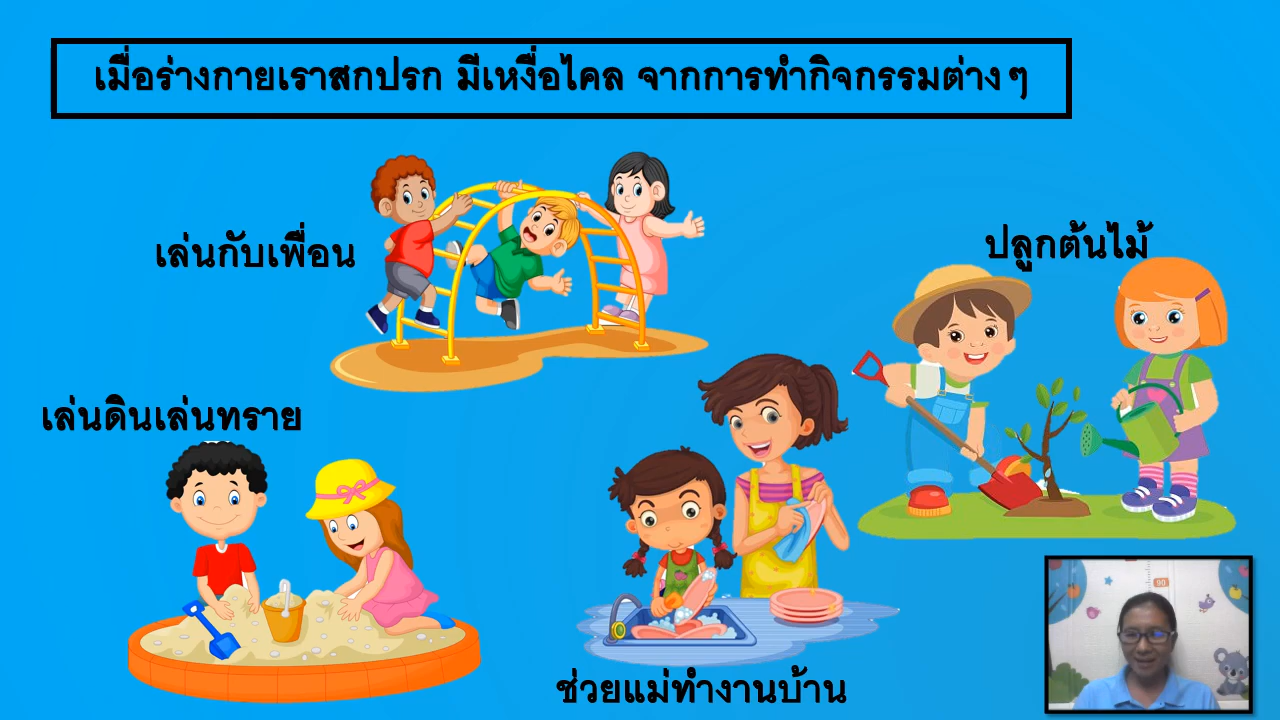 เมื่อร่างกายเราสกปรก มีเหงื่อไคล จากการทำกิจกรรมต่างๆ
เล่นกับเพื่อน
ปลูกต้นไม้
เล่นดินเล่นทราย
ช่วยแม่ทำงานบ้าน
90